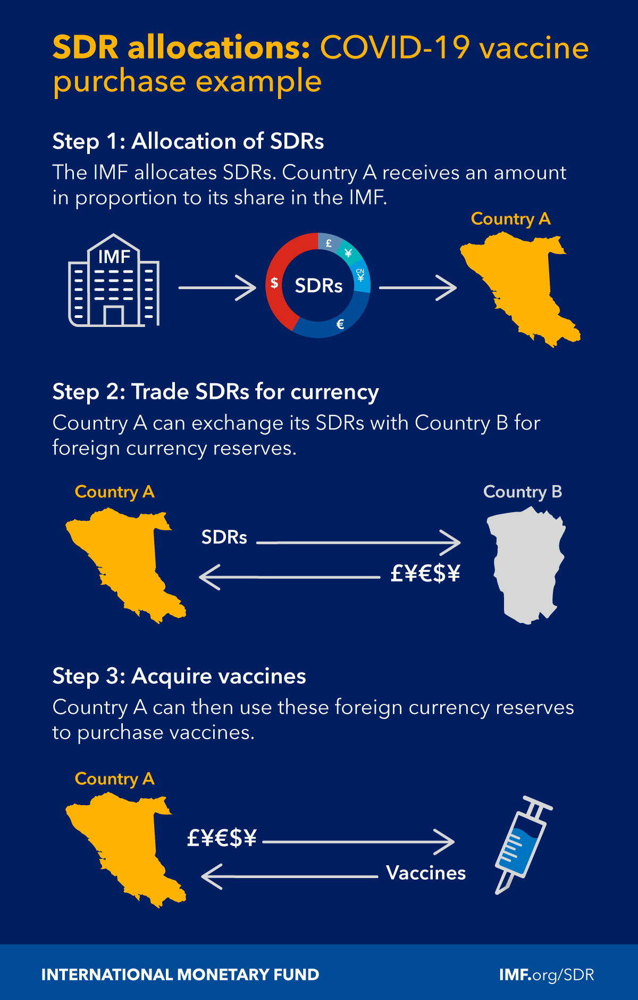 SDR allocations: COVID-19 vaccine
purchase example
Step 1: Allocation of SDRs
The IMF allocates SDRs. Country A receives an amount
in proportion to its share in the IMF.
Country A
IMF
£
¥
CN
¥
$
SDRs
€
Step 2: Trade SDRs for currency
Country A can exchange its SDRs with Country B for
foreign currency reserves.
Country A
Country B
SDRs
£¥€$¥
Step 3: Acquire vaccines
Country A can then use these foreign currency reserves
to purchase vaccines.
Country A
£¥€$¥
Vaccines
INTERNATIONAL MONETARY FUND
IMF.org/SDR